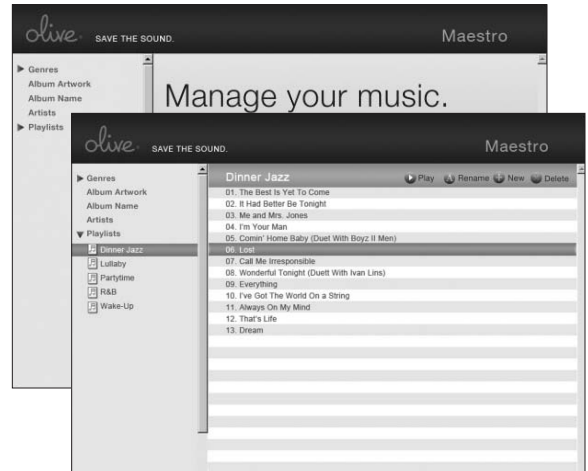 olive. SAVE THE SOUND. Maestro
Genres
Album Artwork
Album Name
Artists
Playlists
Manage your music.
olive. SAVE THE SOUND. Maestro
Genres
Album Artwork
Album Name
Artists
Playlists
Dinner Jazz
Lullaby
Partytime
R&B
Wake-Up
Dinner Jazz Play Rename New Delete
01. The Best Is Yet To Come
02. It Had Better Be Tonight
03. Me and Mrs. Jones
04. I'm Your Man
05. Comin' Home Baby (Duet With Boyz II Men)
06. Lost
07. Call Me Irresponsible
08. Wonderful Tonight (Duett With Ivan Lins)
09. Everything
10. I've Got The World On a String
11. Always On My Mind
12. That's Life
13. Dream